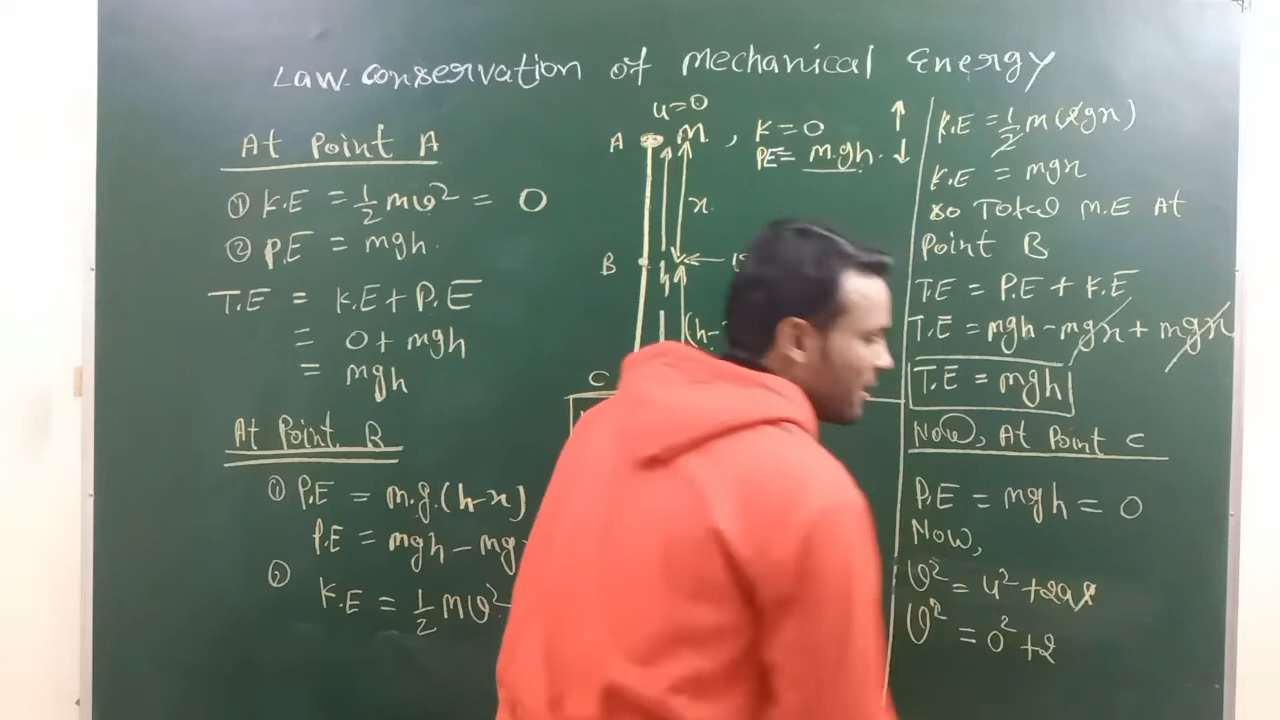 Law conservation of Mechanical Energy
At Point A
① K.E = 1/2 mv² = 0
② P.E = mgh.
T.E = K.E + P.E
= 0 + mgh
= mgh
At Point B
① P.E = m.g.(h-x)
P.E = mgh - mg
② K.E = 1/2 mv²
u=0
A m, K=0
PE = m.gh.
x
B
h
(h-
C
K.E = 1/2 m(2gx)
K.E = mgx
so Total M.E At
Point B
T.E = P.E + K.E
T.E = mgh - mgx + mgx
T.E = mgh
Now, At Point C
P.E = mgh = 0
Now,
v² = u² + 2as
v² = 0² + 2